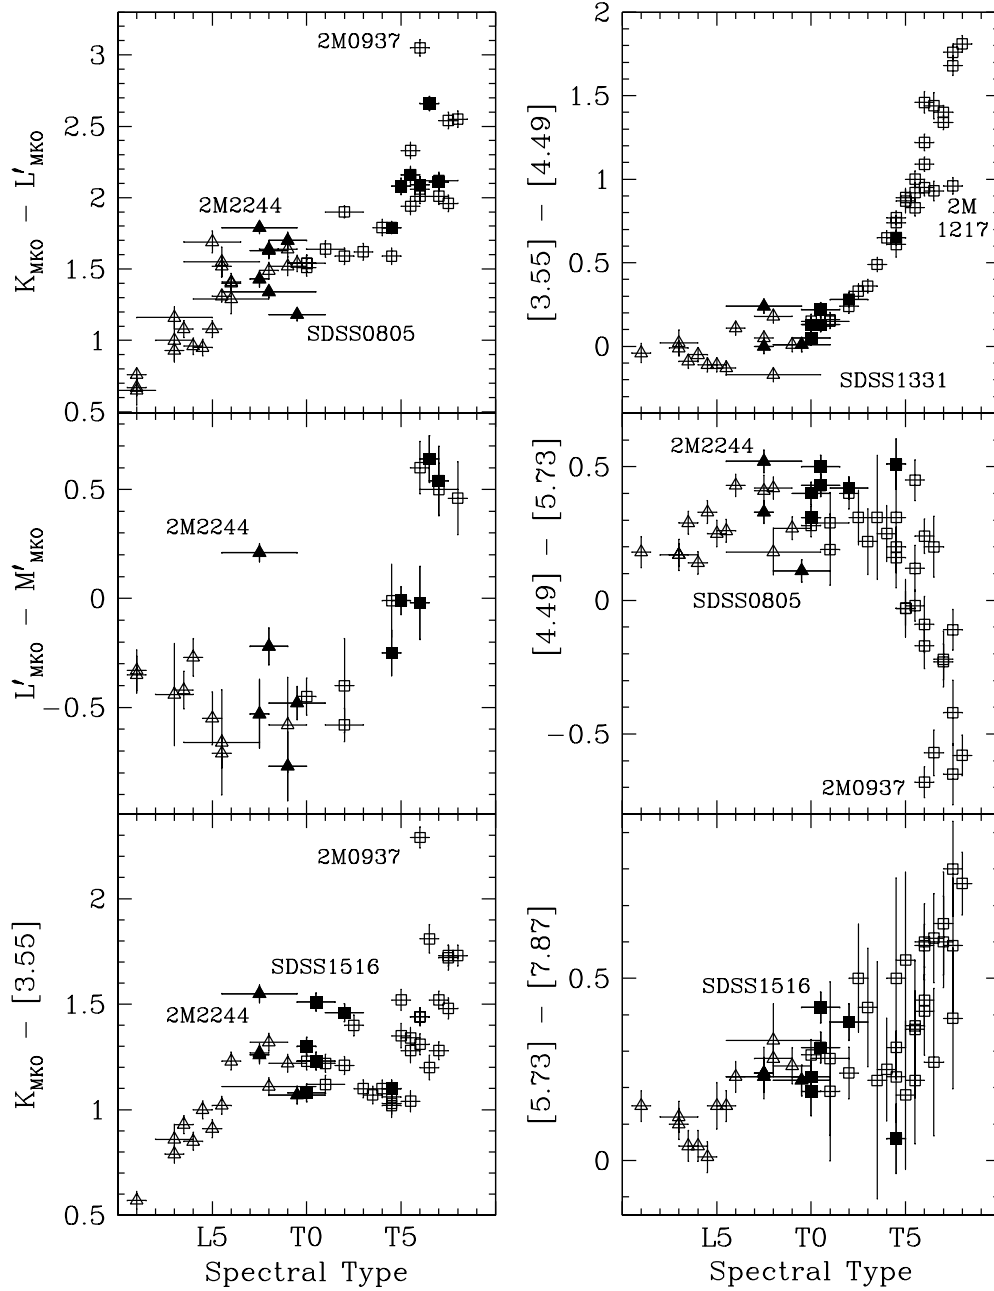 2M0937
3
2.5
2M2244
2
1.5
SDSS0805
1
0.5
K_MKO − L′_MKO
2
1.5
2M
1217
1
0.5
SDSS1331
0
[3.55] − [4.49]
0.5
2M2244
0
−0.5
L′_MKO − M′_MKO
2M2244
0.5
SDSS0805
0
−0.5
2M0937
[4.49] − [5.73]
2M0937
2
SDSS1516
1.5
2M2244
1
0.5
K_MKO − [3.55]
L5 T0 T5
Spectral Type
0.5
SDSS1516
0
[5.73] − [7.87]
L5 T0 T5
Spectral Type